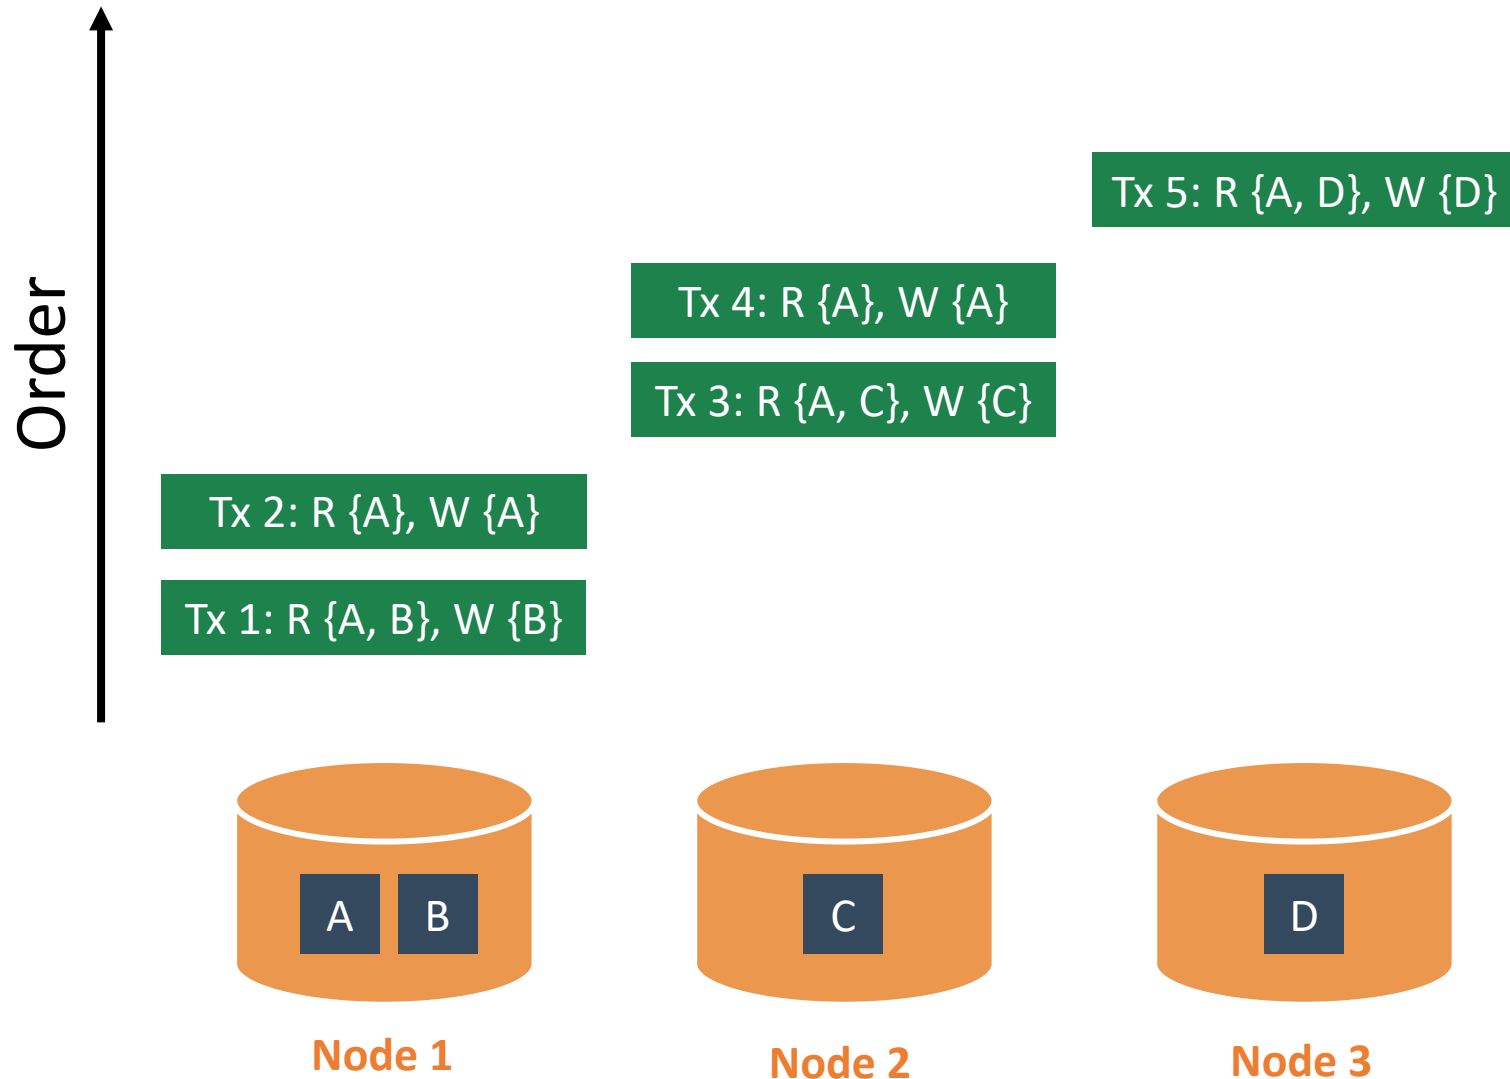 Order
Tx 5: R {A, D}, W {D}
Tx 4: R {A}, W {A}
Tx 3: R {A, C}, W {C}
Tx 2: R {A}, W {A}
Tx 1: R {A, B}, W {B}
A
B
C
D
Node 1
Node 2
Node 3